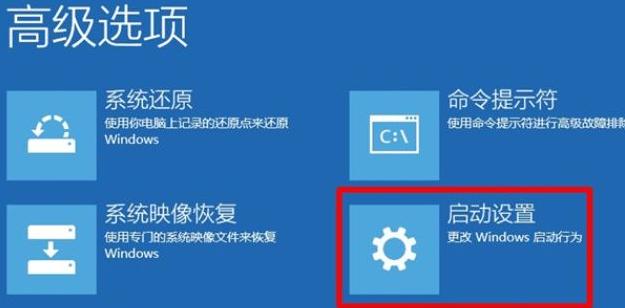 高级选项
系统还原
使用你电脑上记录的还原点来还原
Windows
命令提示符
使用命令提示符进行高级故障排除
C:\
系统映像恢复
使用专门的系统映像文件来恢复
Windows
启动设置
更改 Windows 启动行为